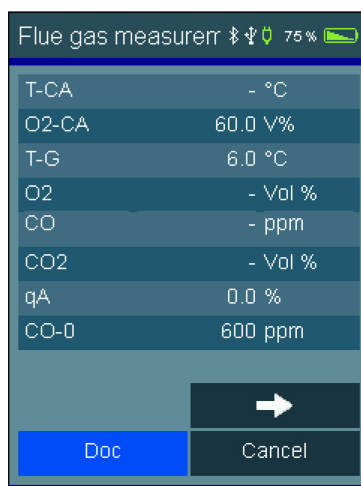 Flue gas measurem 75 %
T-CA - °C
O2-CA 60.0 V%
T-G 6.0 °C
O2 - Vol %
CO - ppm
CO2 - Vol %
qA 0.0 %
CO-0 600 ppm
Doc Cancel